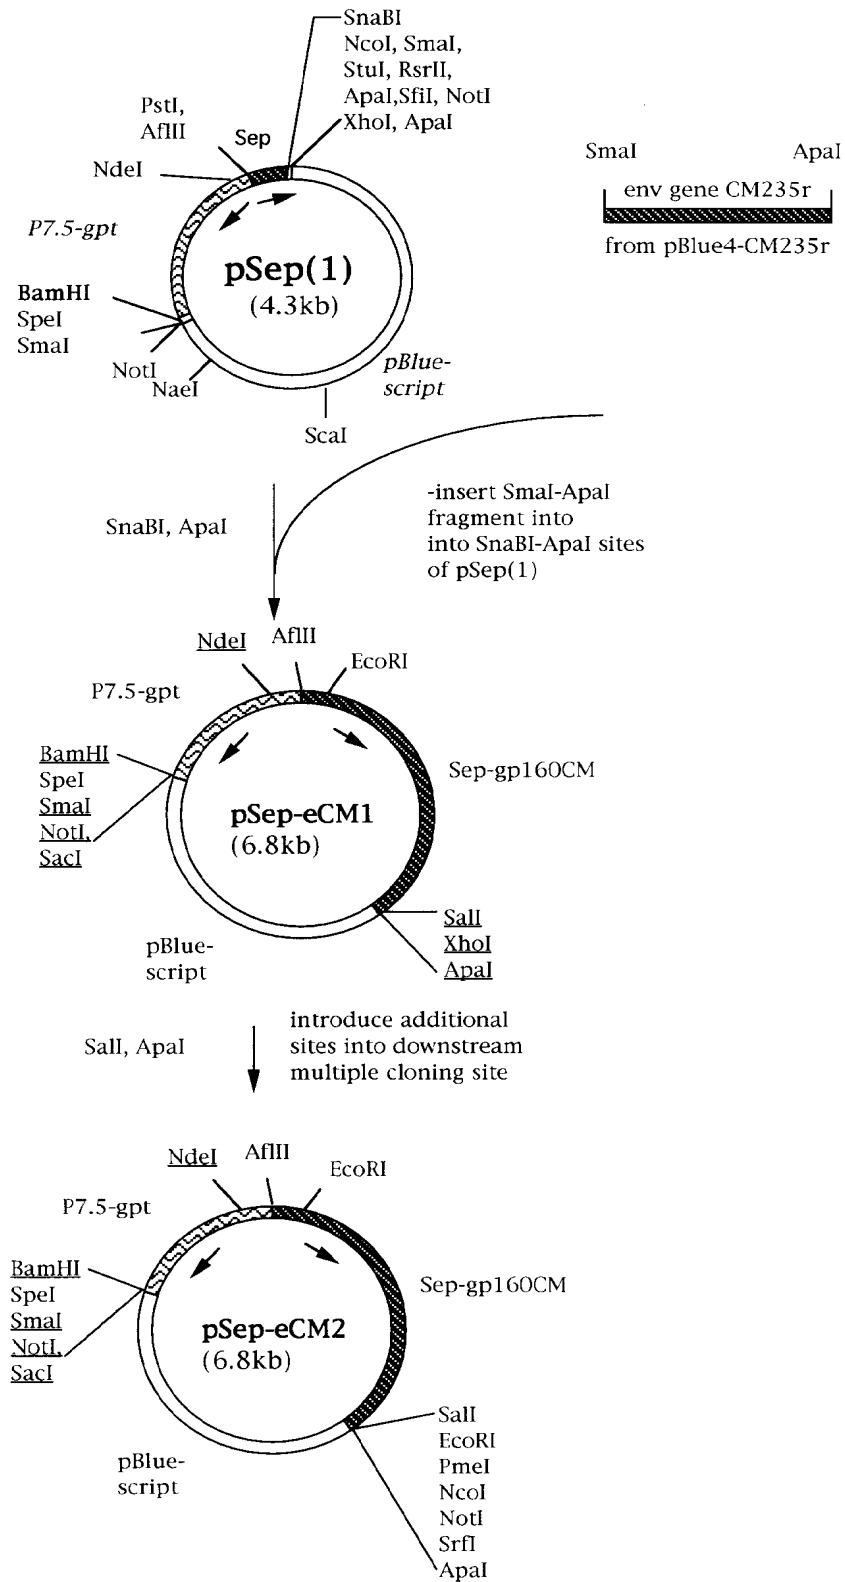 SnaBI
NcoI, SmaI,
StuI, RsrII,
ApaI,SfiI, NotI
XhoI, ApaI
PstI,
AflII
Sep
NdeI
P7.5-gpt
pSep(1)
(4.3kb)
BamHI
SpeI
SmaI
NotI
NaeI
pBlue-
script
ScaI
SmaI ApaI
env gene CM235r
from pBlue4-CM235r
SnaBI, ApaI
-insert SmaI-ApaI
fragment into
into SnaBI-ApaI sites
of pSep(1)
NdeI
AflII
EcoRI
P7.5-gpt
BamHI
SpeI
SmaI
NotI,
SacI
Sep-gp160CM
pSep-eCM1
(6.8kb)
SalI
XhoI
ApaI
pBlue-
script
SalI, ApaI
introduce additional
sites into downstream
multiple cloning site
NdeI
AflII
EcoRI
P7.5-gpt
BamHI
SpeI
SmaI
NotI,
SacI
Sep-gp160CM
pSep-eCM2
(6.8kb)
pBlue-
script
SalI
EcoRI
PmeI
NcoI
NotI
SrfI
ApaI